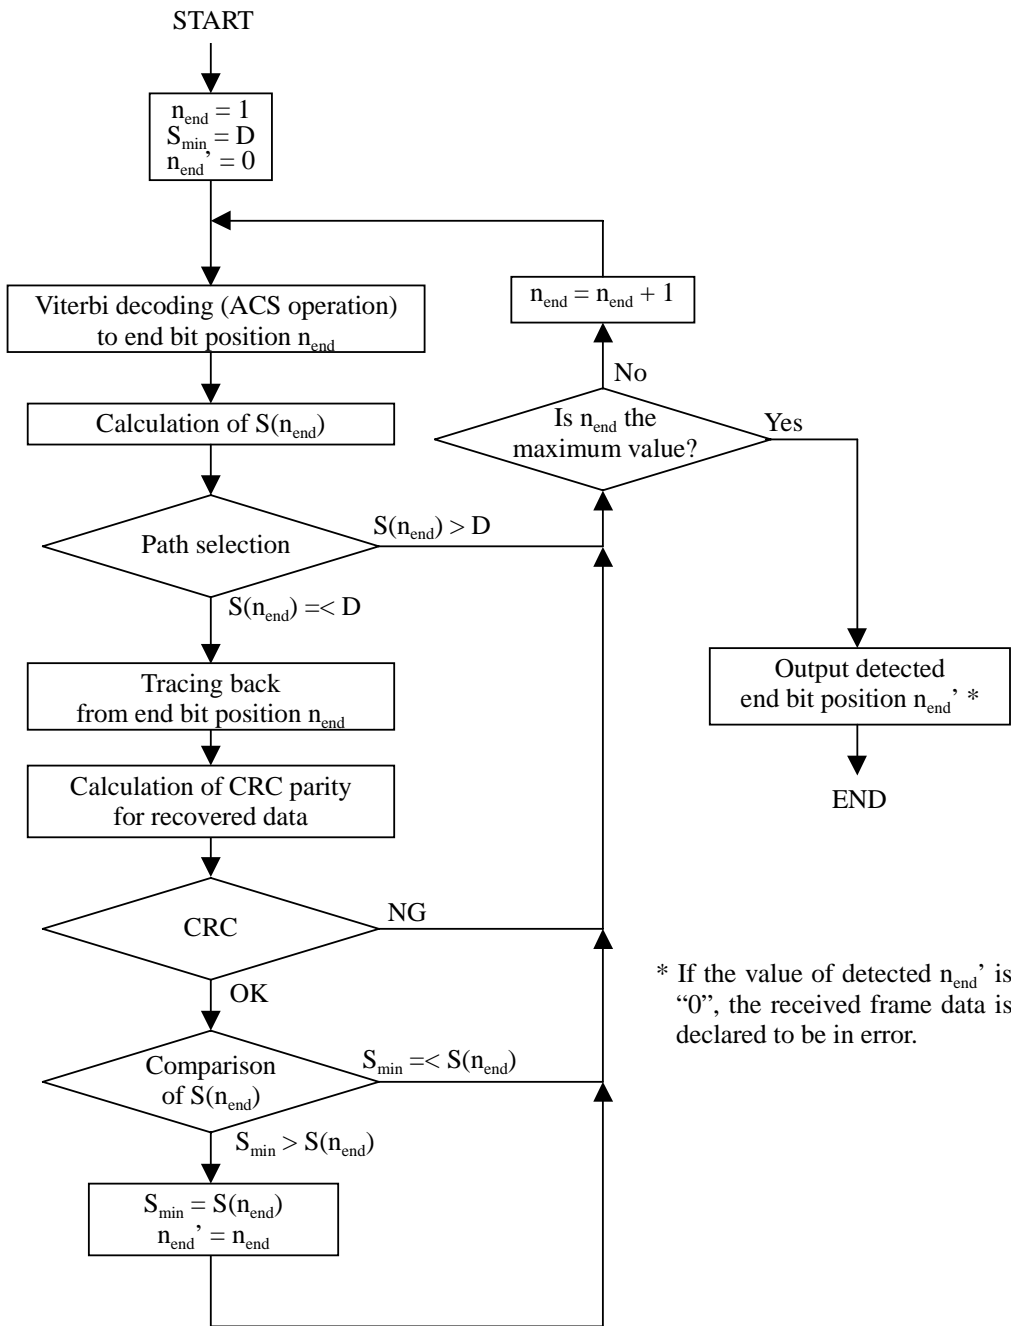 START
n_end = 1
S_min = D
n_end’ = 0
Viterbi decoding (ACS operation)
to end bit position n_end
n_end = n_end + 1
No
Calculation of S(n_end)
Is n_end the
maximum value?
Yes
Path selection
S(n_end) > D
S(n_end) =< D
Tracing back
from end bit position n_end
Output detected
end bit position n_end’ *
Calculation of CRC parity
for recovered data
END
CRC
NG
OK
* If the value of detected n_end’ is
“0”, the received frame data is
declared to be in error.
Comparison
of S(n_end)
S_min =< S(n_end)
S_min > S(n_end)
S_min = S(n_end)
n_end’ = n_end